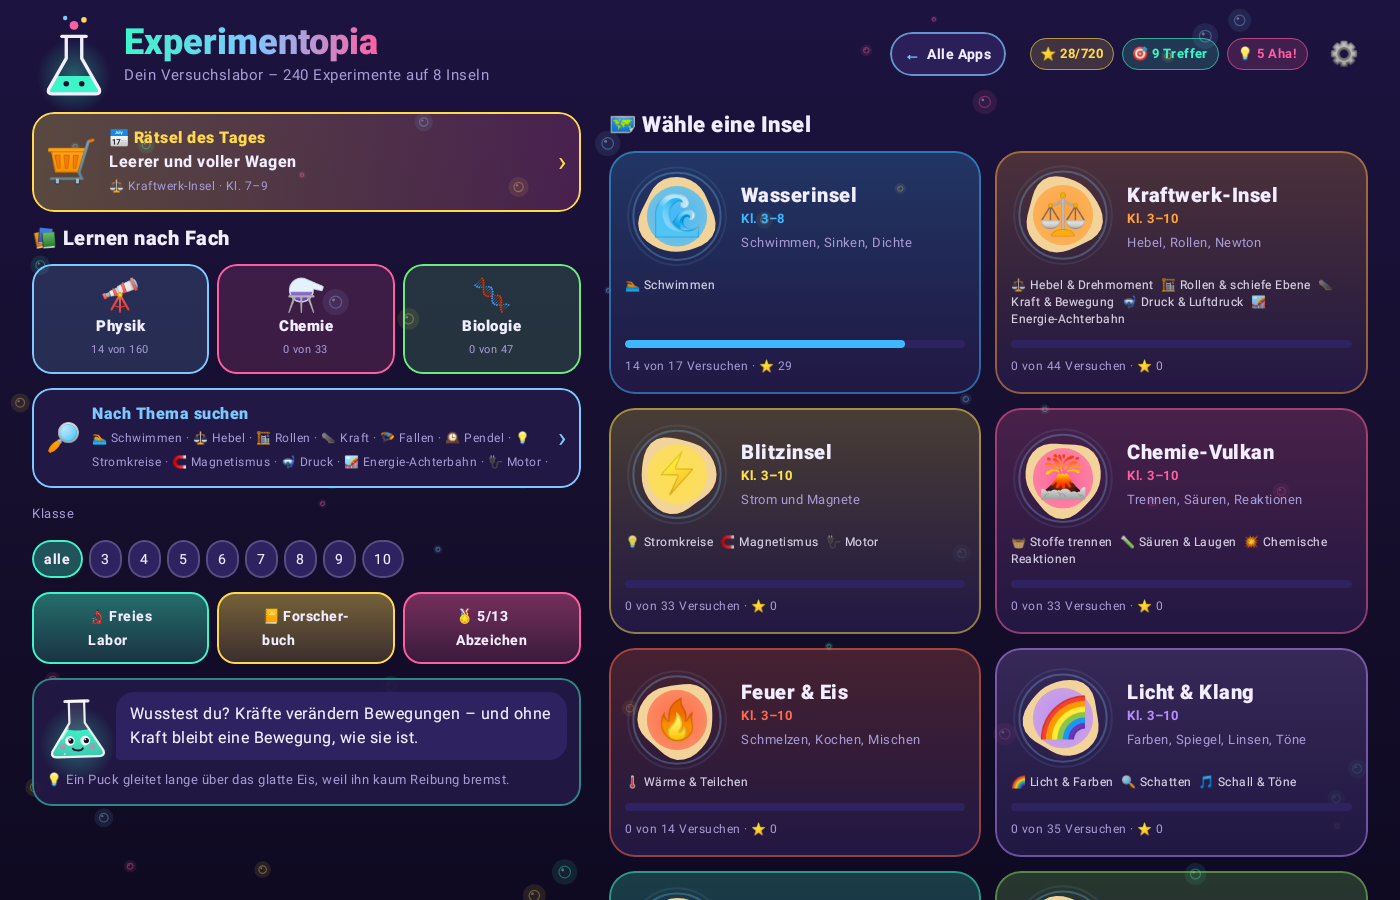 Experimentopia
Dein Versuchslabor – 240 Experimente auf 8 Inseln
← Alle Apps
28/720
9 Treffer
5 Aha!
Rätsel des Tages
Leerer und voller Wagen
Kraftwerk-Insel · Kl. 7–9
Lernen nach Fach
Physik
14 von 160
Chemie
0 von 33
Biologie
0 von 47
Nach Thema suchen
Schwimmen · Hebel · Rollen · Kraft · Fallen · Pendel ·
Stromkreise · Magnetismus · Druck · Energie-Achterbahn · Motor ·
Klasse
alle 3 4 5 6 7 8 9 10
Freies
Labor
Forscher-
buch
5/13
Abzeichen
Wusstest du? Kräfte verändern Bewegungen – und ohne
Kraft bleibt eine Bewegung, wie sie ist.
Ein Puck gleitet lange über das glatte Eis, weil ihn kaum Reibung bremst.
Wähle eine Insel
Wasserinsel
Kl. 3–8
Schwimmen, Sinken, Dichte
Schwimmen
14 von 17 Versuchen · 29
Kraftwerk-Insel
Kl. 3–10
Hebel, Rollen, Newton
Hebel & Drehmoment Rollen & schiefe Ebene
Kraft & Bewegung Druck & Luftdruck
Energie-Achterbahn
0 von 44 Versuchen · 0
Blitzinsel
Kl. 3–10
Strom und Magnete
Stromkreise Magnetismus Motor
0 von 33 Versuchen · 0
Chemie-Vulkan
Kl. 3–10
Trennen, Säuren, Reaktionen
Stoffe trennen Säuren & Laugen Chemische
Reaktionen
0 von 33 Versuchen · 0
Feuer & Eis
Kl. 3–10
Schmelzen, Kochen, Mischen
Wärme & Teilchen
0 von 14 Versuchen · 0
Licht & Klang
Kl. 3–10
Farben, Spiegel, Linsen, Töne
Licht & Farben Schatten Schall & Töne
0 von 35 Versuchen · 0